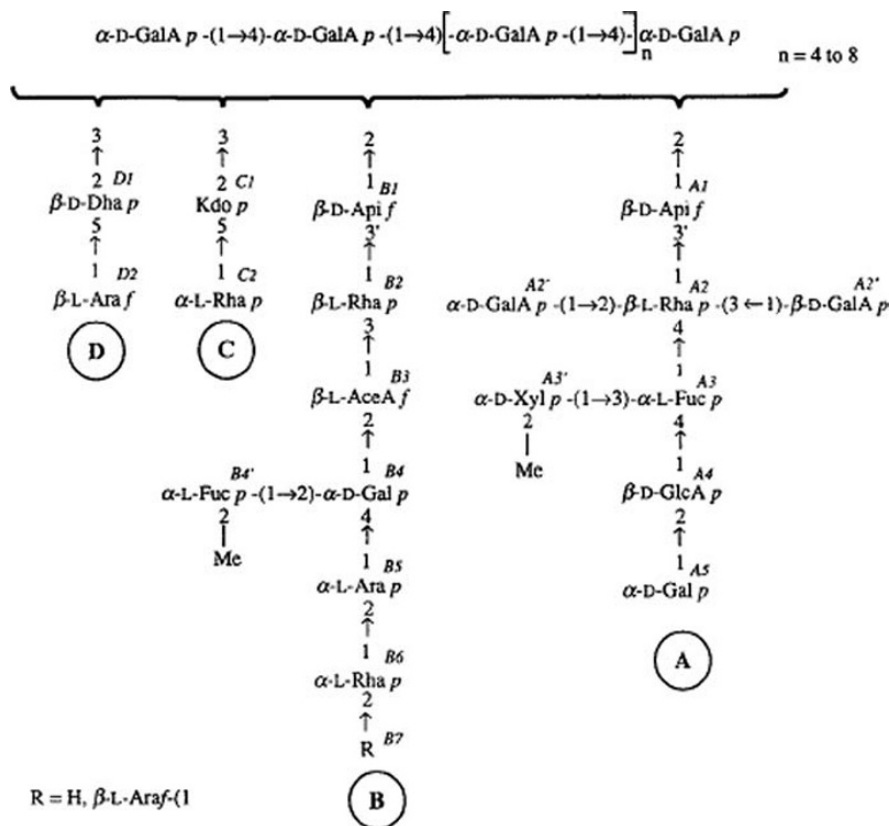 α-D-GalA p -(1→4)-α-D-GalA p -(1→4)[-α-D-GalA p -(1→4)-]n α-D-GalA p
n = 4 to 8
3 3 2 2
↑ ↑ ↑ ↑
2 D1 2 C1 1 B1 1 A1
β-D-Dha p Kdo p β-D-Api f β-D-Api f
5 5 3' 3'
↑ ↑ ↑ ↑
1 D2 1 C2 1 B2 1
β-L-Ara f α-L-Rha p β-L-Rha p A2' A2 A2"
α-D-GalA p -(1→2)-β-L-Rha p -(3 ←1)-β-D-GalA p
D C 3 4
↑ ↑
1 B3 1
β-L-AceA f A3' A3
α-D-Xyl p -(1→3)-α-L-Fuc p
2 2 4
↑ | ↑
B4' 1 B4 Me 1 A4
α-L-Fuc p -(1→2)-α-D-Gal p β-D-GlcA p
2 4 2
| ↑ ↑
Me 1 B5 1 A5
α-L-Ara p α-D-Gal p
2
↑ A
1 B6
α-L-Rha p
2
↑
R B7
R = H, β-L-Araf-(1
B